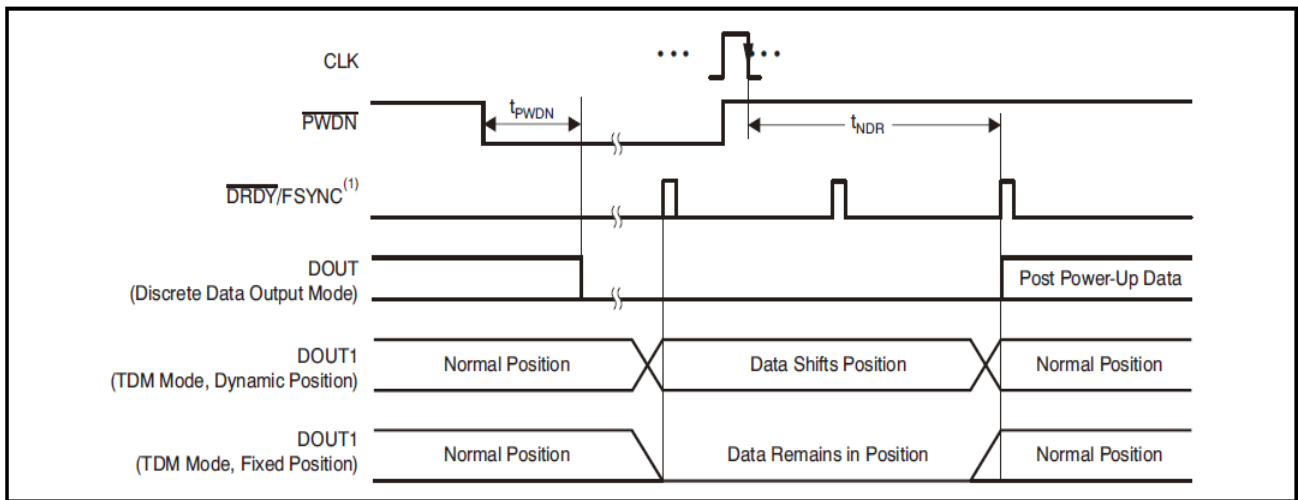 CLK
PWDN
tPWDN
tNDR
DRDY/FSYNC(1)
DOUT
(Discrete Data Output Mode)
Post Power-Up Data
DOUT1
(TDM Mode, Dynamic Position)
Normal Position
Data Shifts Position
Normal Position
DOUT1
(TDM Mode, Fixed Position)
Normal Position
Data Remains in Position
Normal Position